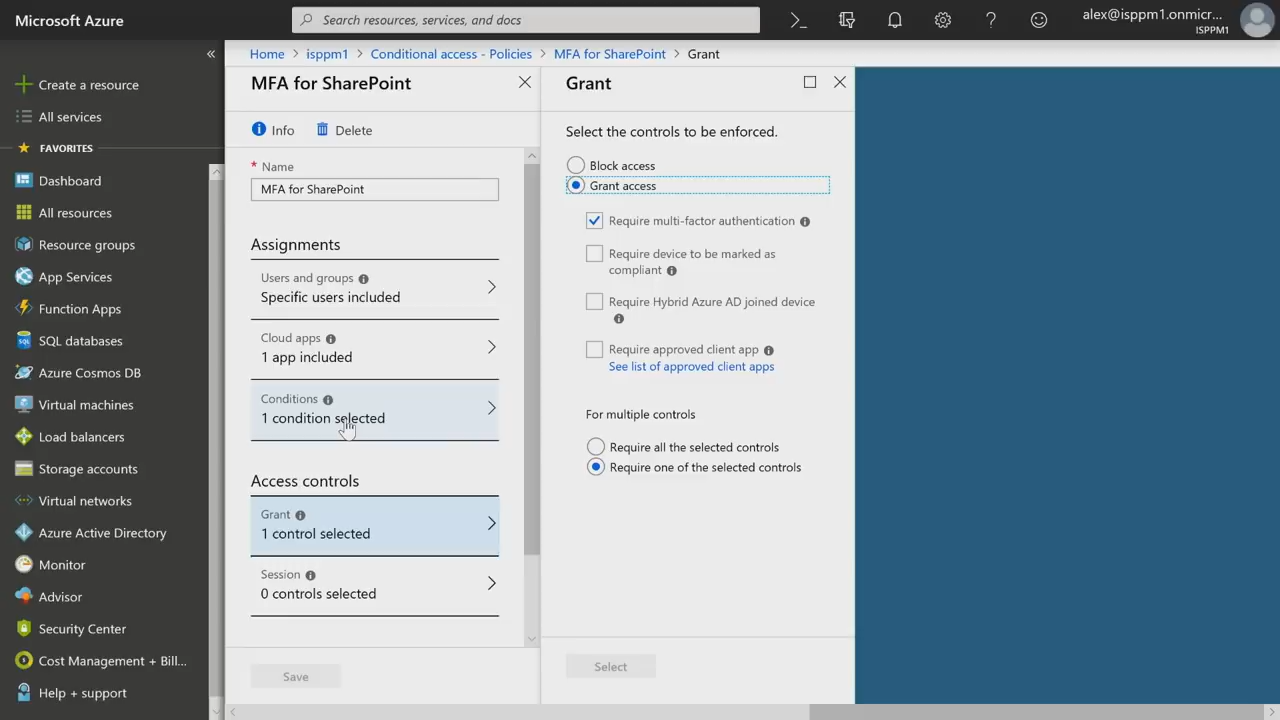 Microsoft Azure
Search resources, services, and docs
alex@isppm1.onmicr...
ISPPM1
Home > isppm1 > Conditional access - Policies > MFA for SharePoint > Grant
Create a resource
All services
FAVORITES
Dashboard
All resources
Resource groups
App Services
Function Apps
SQL databases
Azure Cosmos DB
Virtual machines
Load balancers
Storage accounts
Virtual networks
Azure Active Directory
Monitor
Advisor
Security Center
Cost Management + Bill...
Help + support
MFA for SharePoint
Info
Delete
* Name
MFA for SharePoint
Assignments
Users and groups
Specific users included
Cloud apps
1 app included
Conditions
1 condition selected
Access controls
Grant
1 control selected
Session
0 controls selected
Save
Grant
Select the controls to be enforced.
Block access
Grant access
Require multi-factor authentication
Require device to be marked as
compliant
Require Hybrid Azure AD joined device
Require approved client app
See list of approved client apps
For multiple controls
Require all the selected controls
Require one of the selected controls
Select